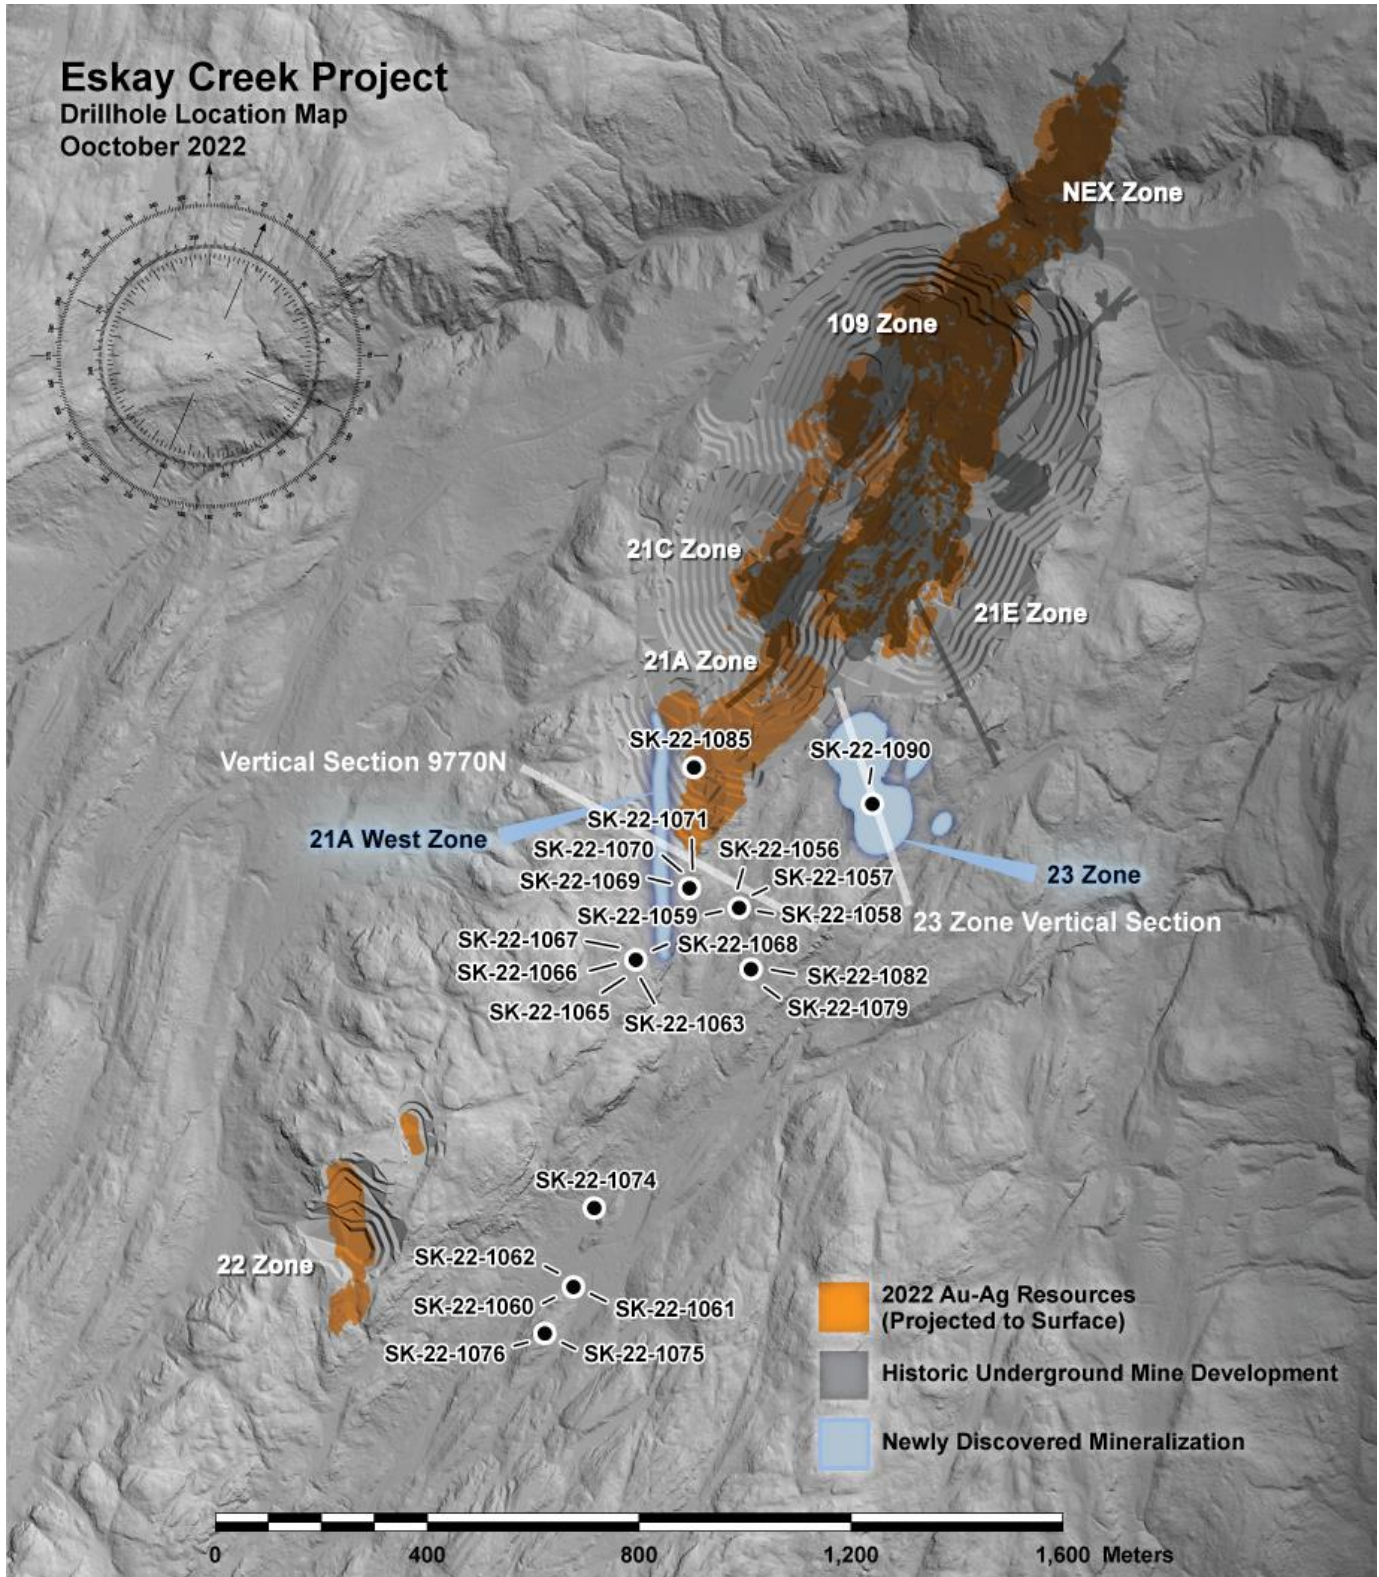 Eskay Creek Project
Drillhole Location Map
Ooctober 2022
NEX Zone
109 Zone
21C Zone
21E Zone
21A Zone
SK-22-1085
SK-22-1090
Vertical Section 9770N
SK-22-1071
21A West Zone
SK-22-1070
SK-22-1056
SK-22-1069
SK-22-1057
23 Zone
SK-22-1059
SK-22-1058
23 Zone Vertical Section
SK-22-1067
SK-22-1068
SK-22-1066
SK-22-1082
SK-22-1065
SK-22-1063
SK-22-1079
SK-22-1074
SK-22-1062
22 Zone
SK-22-1060
SK-22-1061
SK-22-1076
SK-22-1075
2022 Au-Ag Resources
(Projected to Surface)
Historic Underground Mine Development
Newly Discovered Mineralization
0 400 800 1,200 1,600 Meters